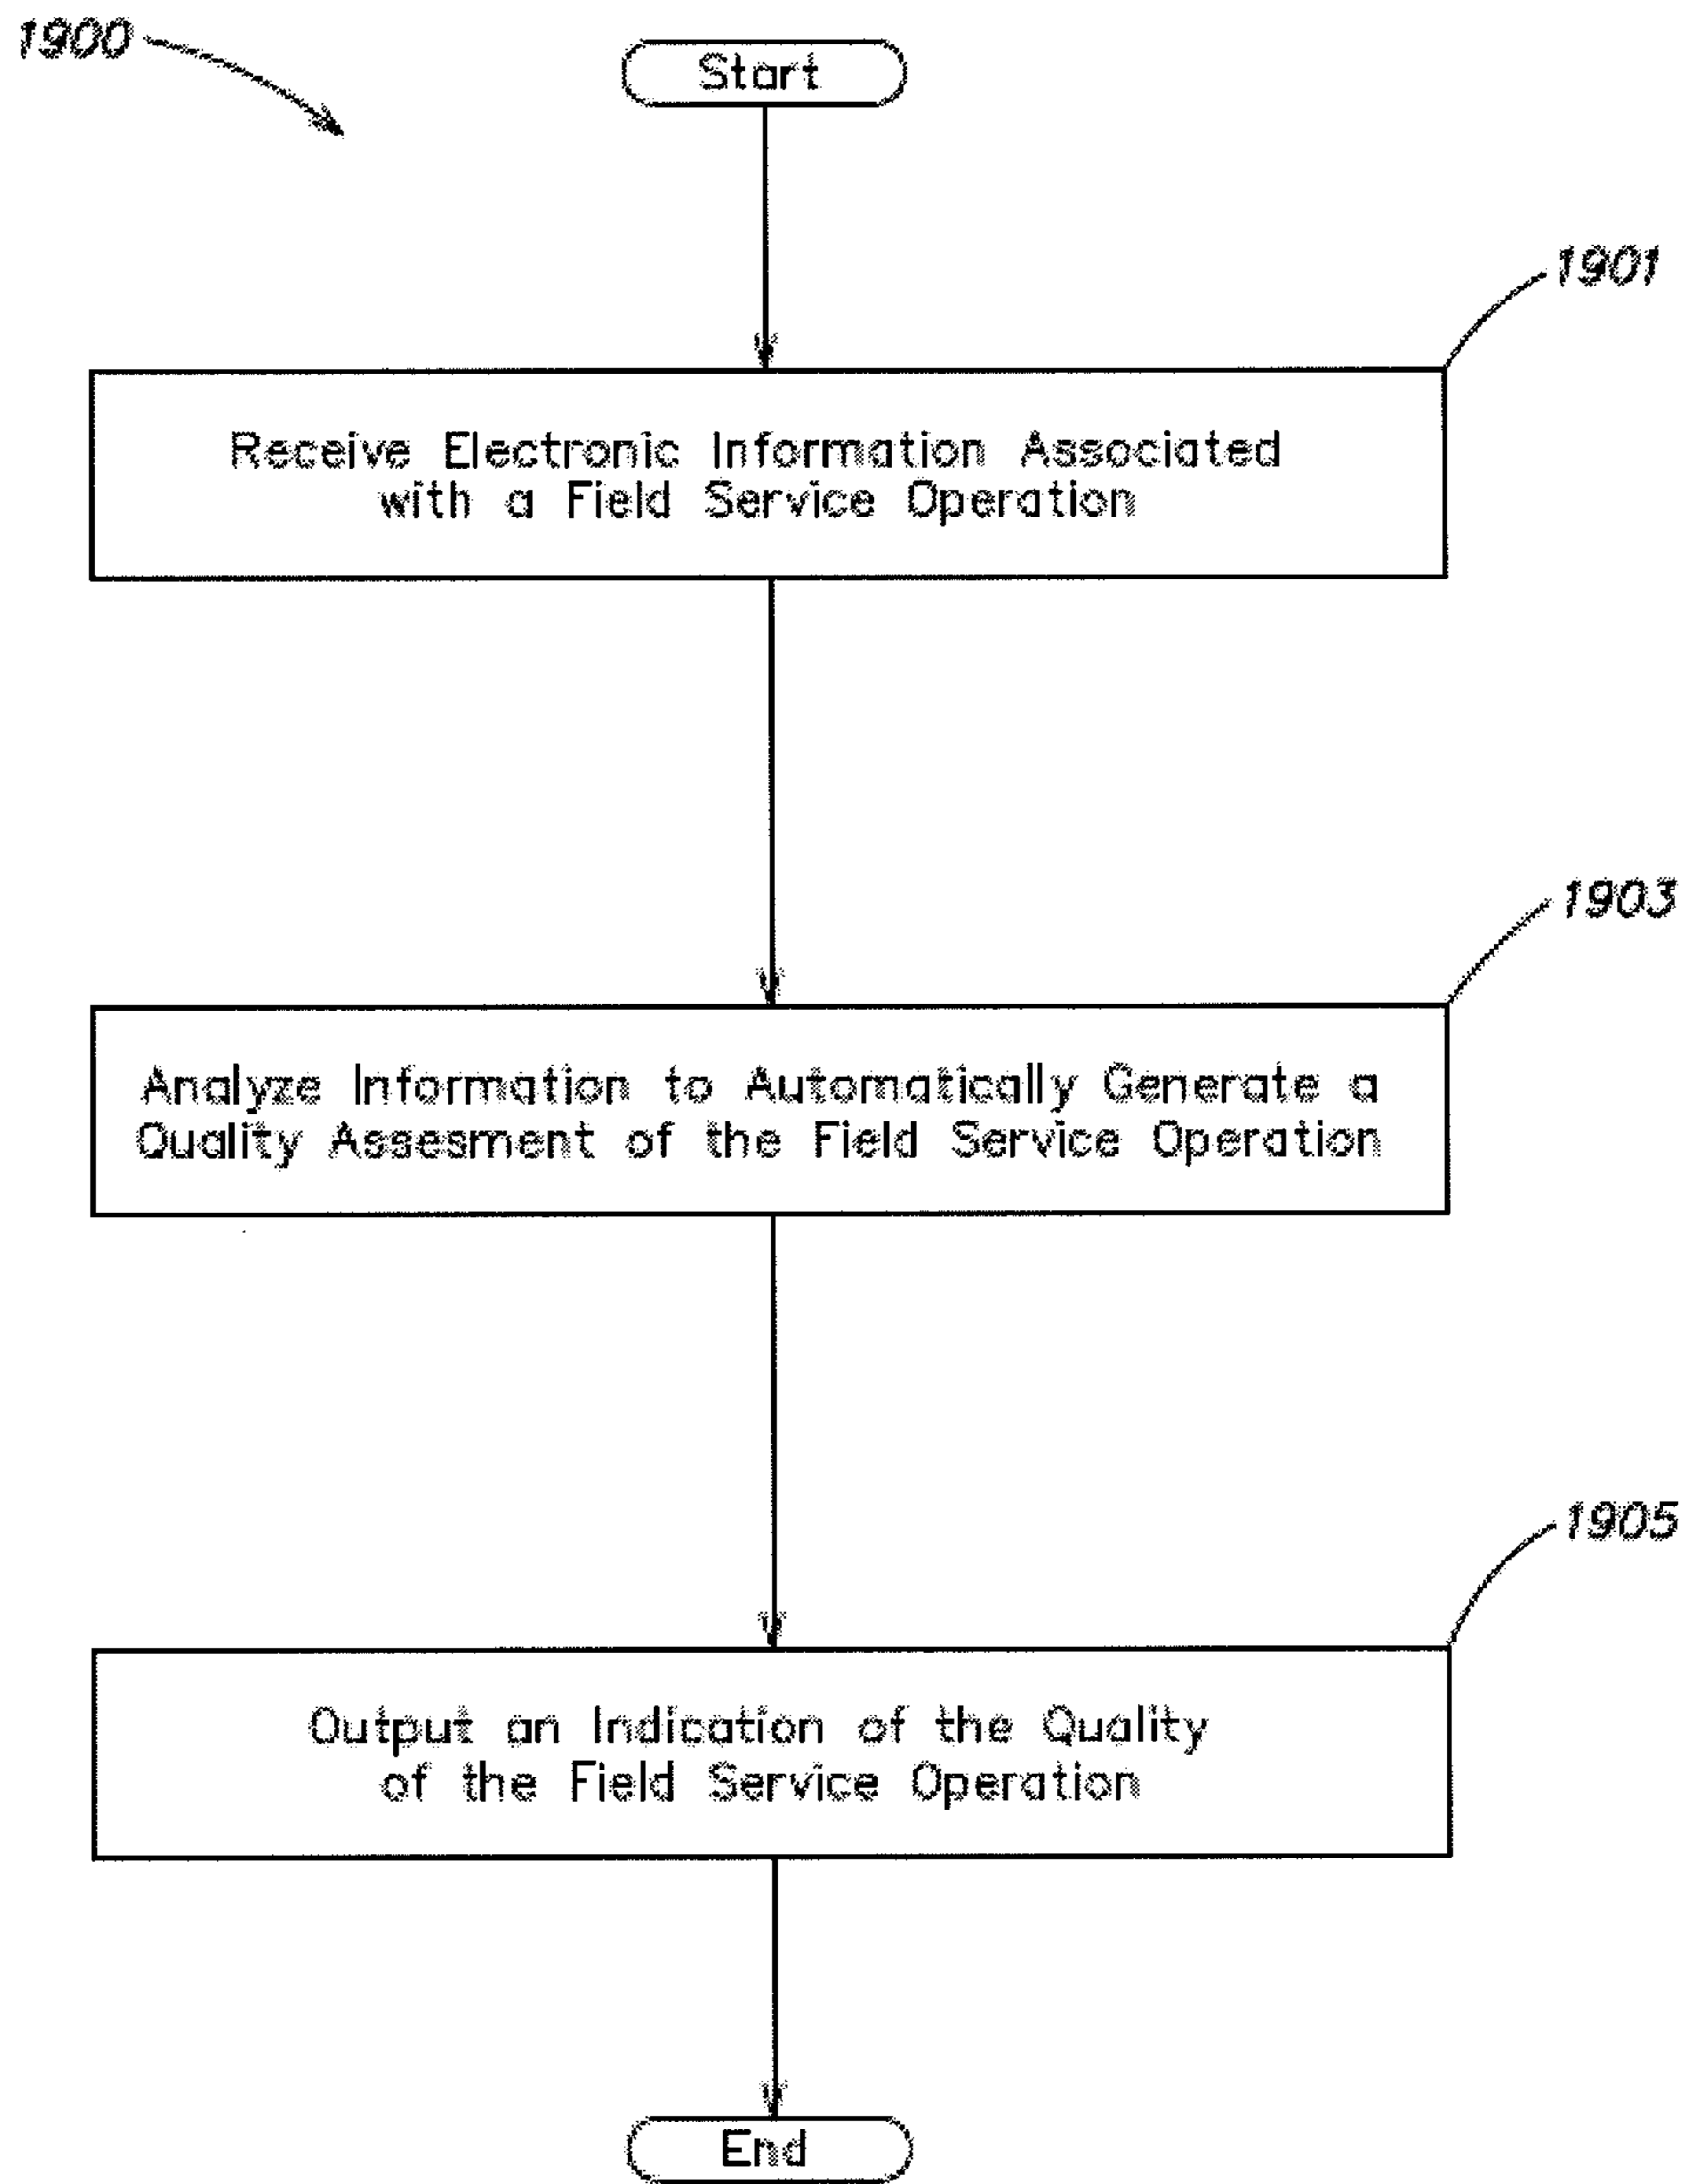 1900
Start
1901
Receive Electronic Information Associated
with a Field Service Operation
1903
Analyze Information to Automatically Generate a
Quality Assesment of the Field Service Operation
1905
Output an Indication of the Quality
of the Field Service Operation
End